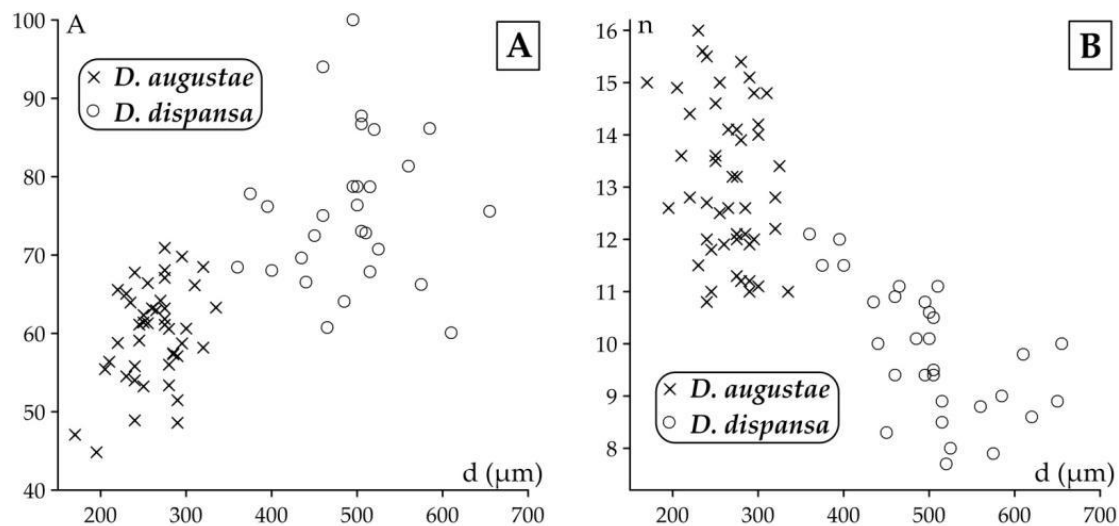 A
A
100
90
80
70
60
50
40
× D. augustae
○ D. dispansa
d (μm)
200 300 400 500 600 700
n
B
16
15
14
13
12
11
10
9
8
× D. augustae
○ D. dispansa
d (μm)
200 300 400 500 600 700